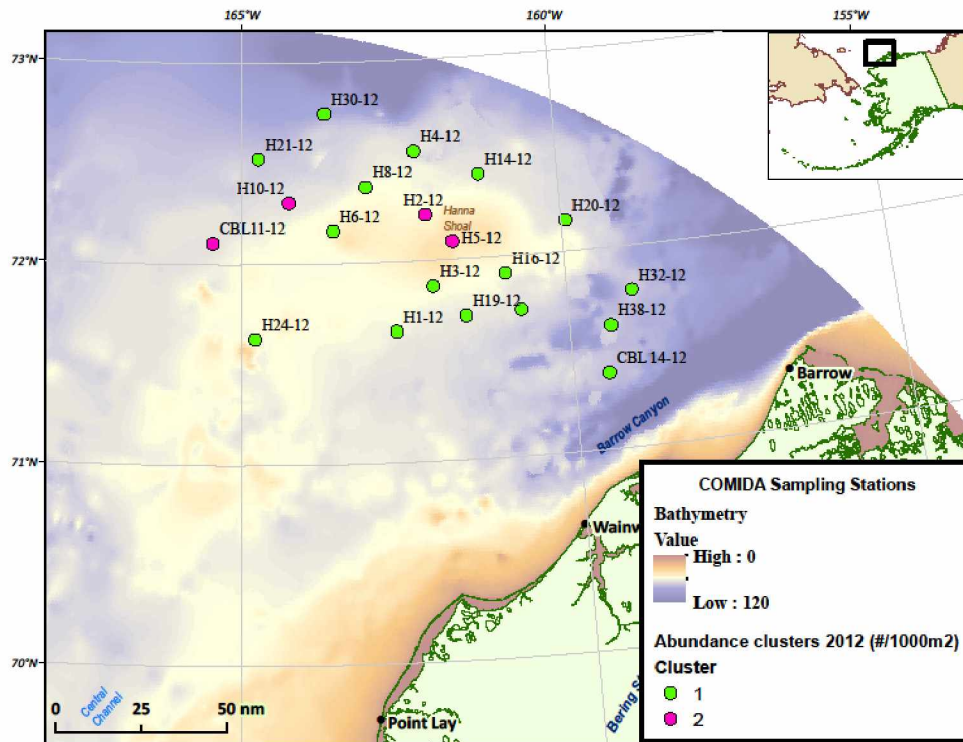 165°W
160°W
155°W
73°N
H30-12
H4-12
H21-12
H14-12
H8-12
H10-12
H2-12
Hanna
Shoal
H20-12
CBL11-12
H6-12
H5-12
72°N
H16-12
H3-12
H32-12
H19-12
H38-12
H24-12
H1-12
CBL 14-12
Barrow
Barrow Canyon
71°N
COMIDA Sampling Stations
Bathymetry
Value
High : 0
Low : 120
Abundance clusters 2012 (#/1000m2)
Cluster
1
2
Wainw
70°N
Central
Channel
Bering S
0 25 50 nm
Point Lay